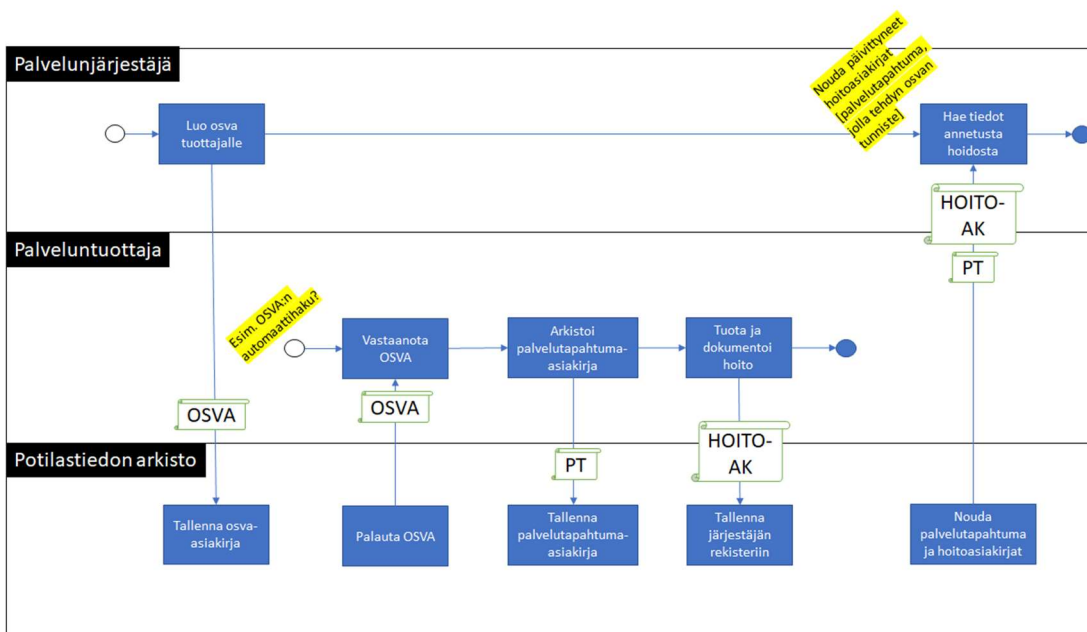 Palvelunjärjestäjä
Nouda päivittyneet
hoitoasiakirjat
[palvelutapahtuma,
jolla tehdyn osvan
tunniste]
Luo osva
tuottajalle
Hae tiedot
annetusta
hoidosta
HOITO-
AK
Palveluntuottaja
PT
Esim. OSVA:n
automaattihaku?
Vastaanota
OSVA
Arkistoi
palvelutapahtuma-
asiakirja
Tuota ja
dokumentoi
hoito
OSVA
OSVA
HOITO-
AK
Potilastiedon arkisto
PT
Tallenna osva-
asiakirja
Palauta OSVA
Tallenna
palvelutapahtuma-
asiakirja
Tallenna
järjestäjän
rekisteriin
Nouda
palvelutapahtuma
ja hoitoasiakirjat